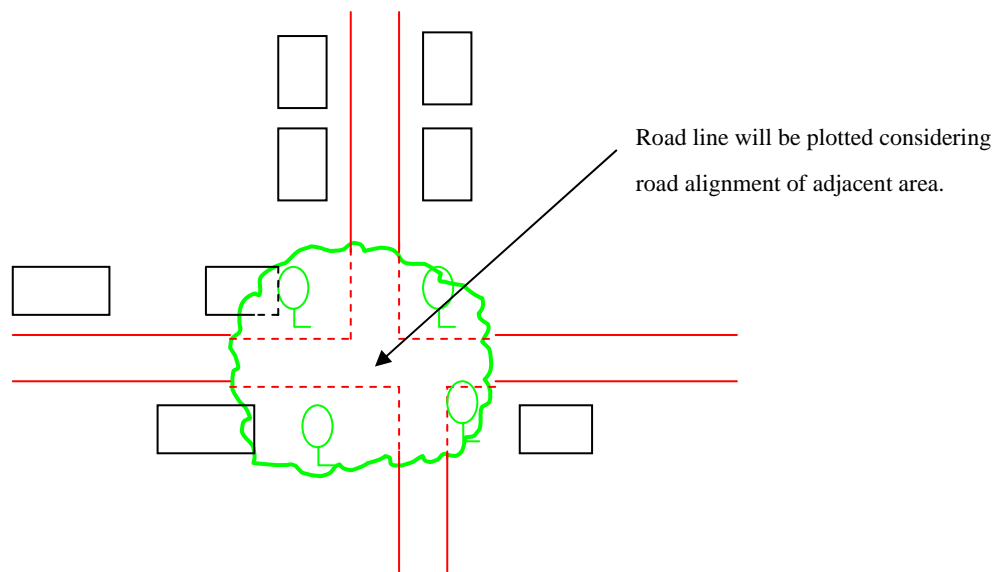 Road line will be plotted considering
road alignment of adjacent area.